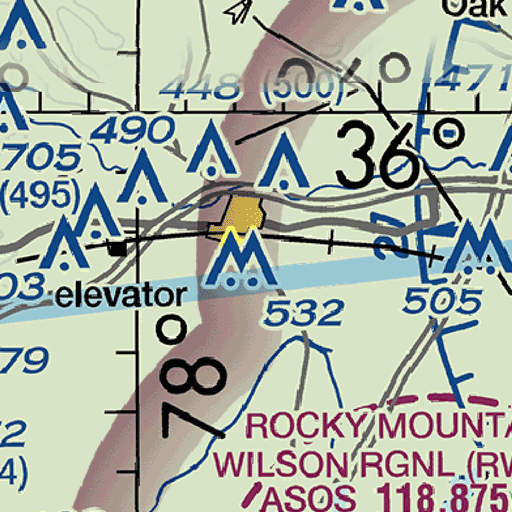 Oak
448 (500)
471
490
36
705
(495)
27
03
elevator
532
505
79
78°
2
4)
ROCKY MOUNTA
WILSON RGNL (RW
ASOS 118.875